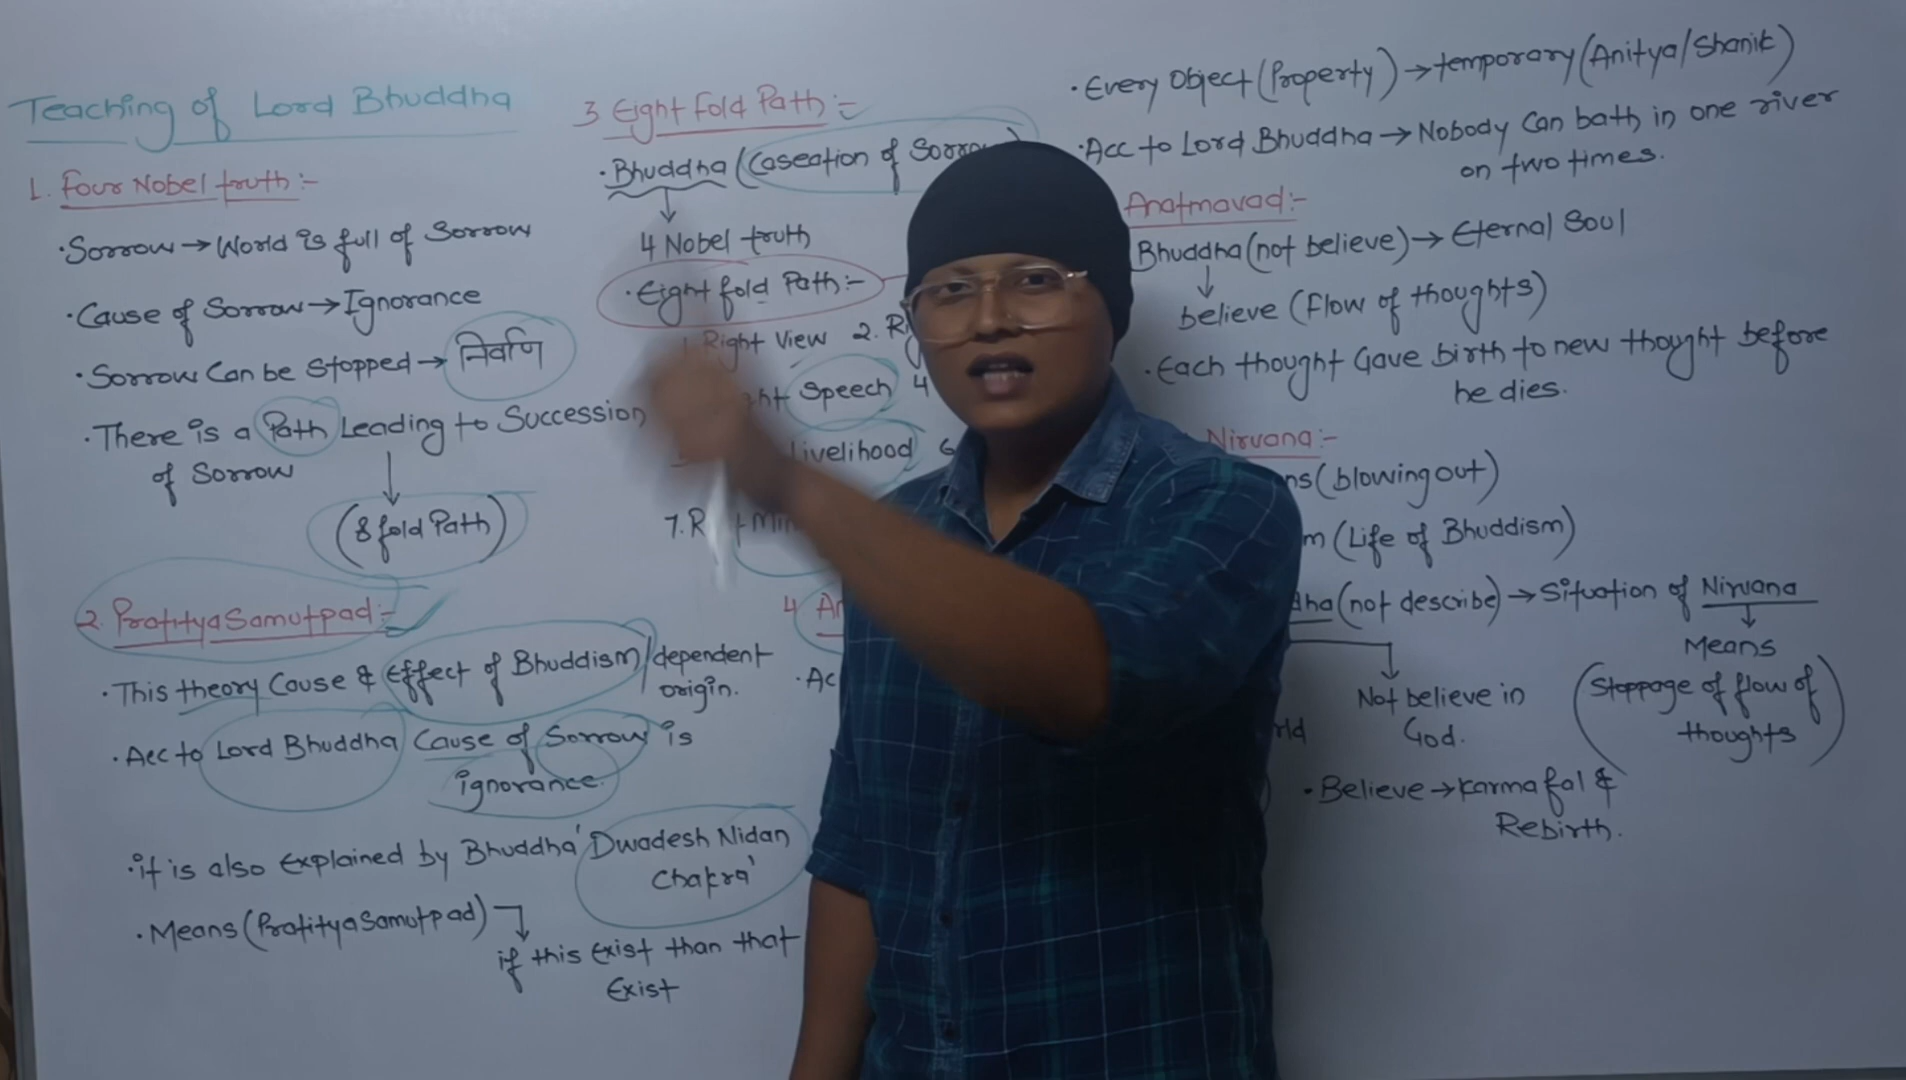 Teaching of Lord Bhuddha
1. Four Nobel truth:-
·Sorrow→World is full of Sorrow
·Cause of Sorrow→Ignorance
·Sorrow Can be Stopped→निर्वाण
·There is a Path Leading to Succession
of Sorrow
(8 fold Path)
2. PratityaSamutpad:-
·This theory Cause & Effect of Bhuddism/dependent
origin.
·Acc to Lord Bhuddha Cause of Sorrow is
ignorance.
·it is also Explained by Bhuddha 'Dwadesh Nidan
Chakra'
·Means (PratityaSamutpad)
if this Exist than that
Exist
3 Eight fold Path:-
·Bhuddha (Caseation of
4 Nobel truth
·Eight fold Path:-
Right View 2.
Speech 4
Livelihood 6
7.
4
·Every Object (Property)→temporary (Anitya/Shanik)
·Acc to Lord Bhuddha→Nobody Can bath in one river
on two times.
Anatmavad:-
Bhuddha (not believe)→Eternal Soul
believe (Flow of thoughts)
·Each thought Gave birth to new thought before
he dies.
Nirvana:-
(blowing out)
(Life of Bhuddism)
(not describe)→Situation of Nirvana
Means
Not believe in
God.
(Stoppage of flow of
thoughts)
·Believe→Karma fal &
Rebirth.